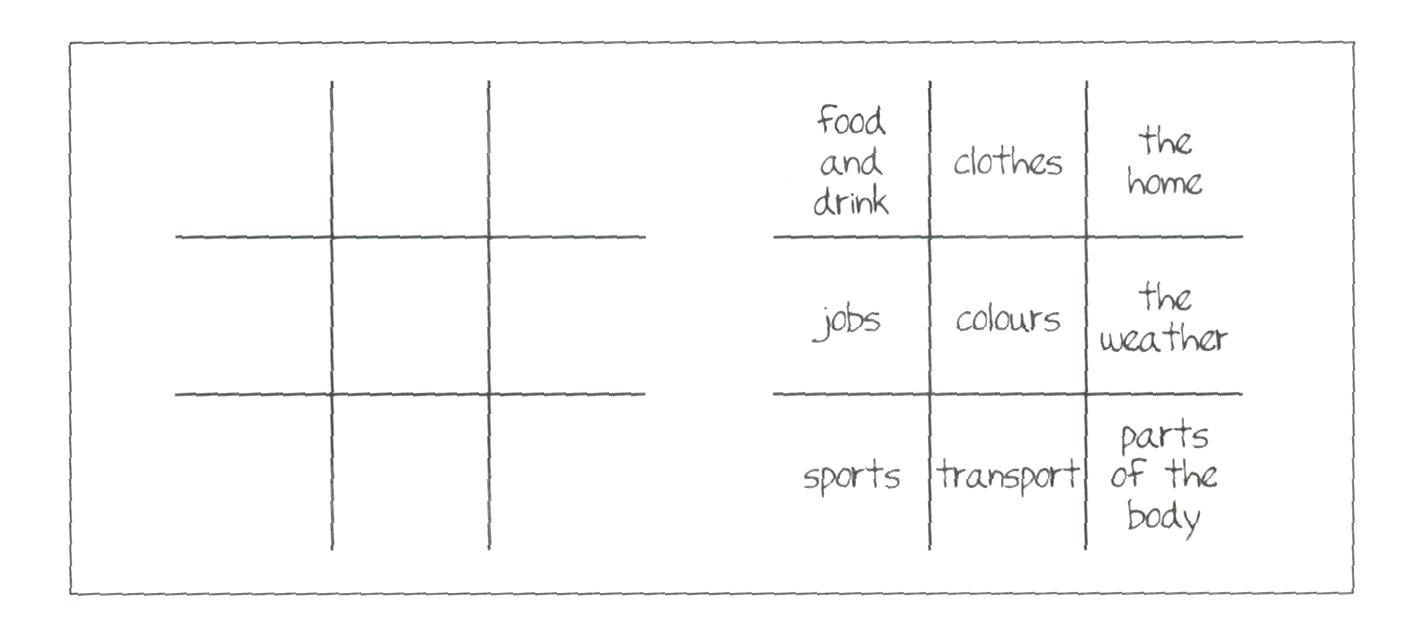 food
and
drink
clothes
the
home
jobs
colours
the
weather
sports
transport
parts
of the
body